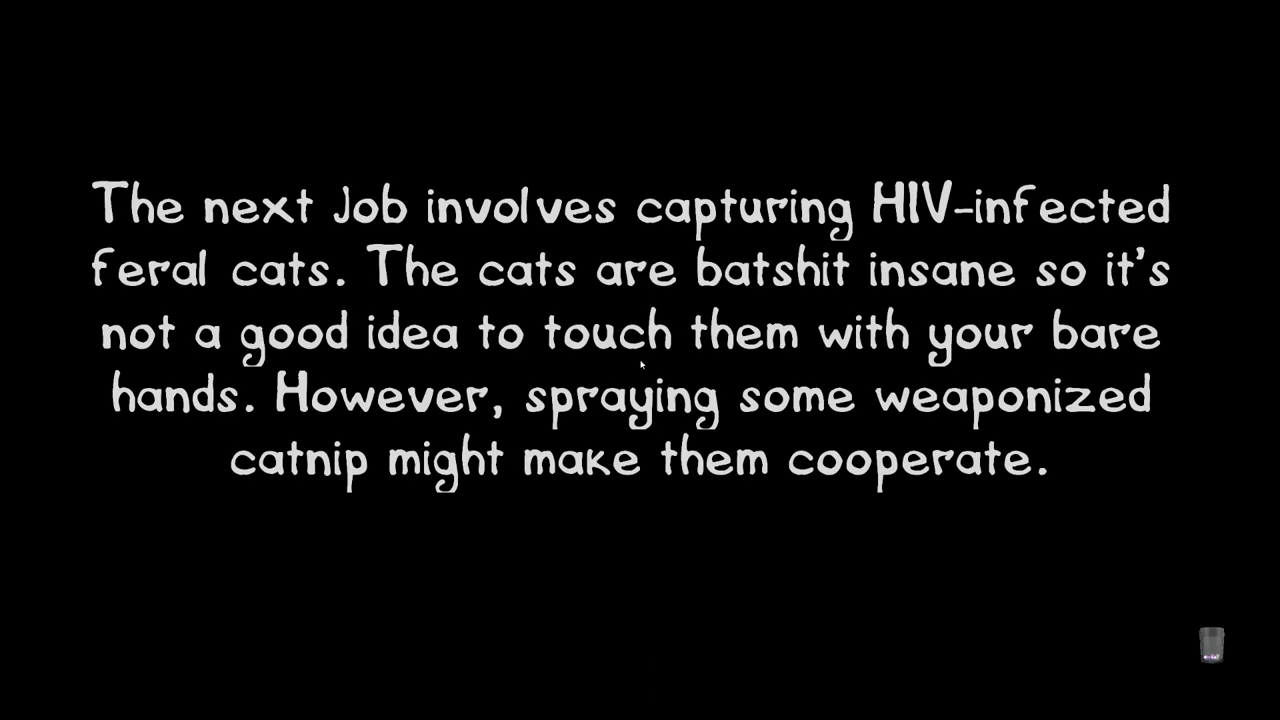 The next Job involves capturing HIV-infected
feral cats. The cats are batshit insane so it's
not a good idea to touch them with your bare
hands. However, spraying some weaponized
catnip might make them cooperate.